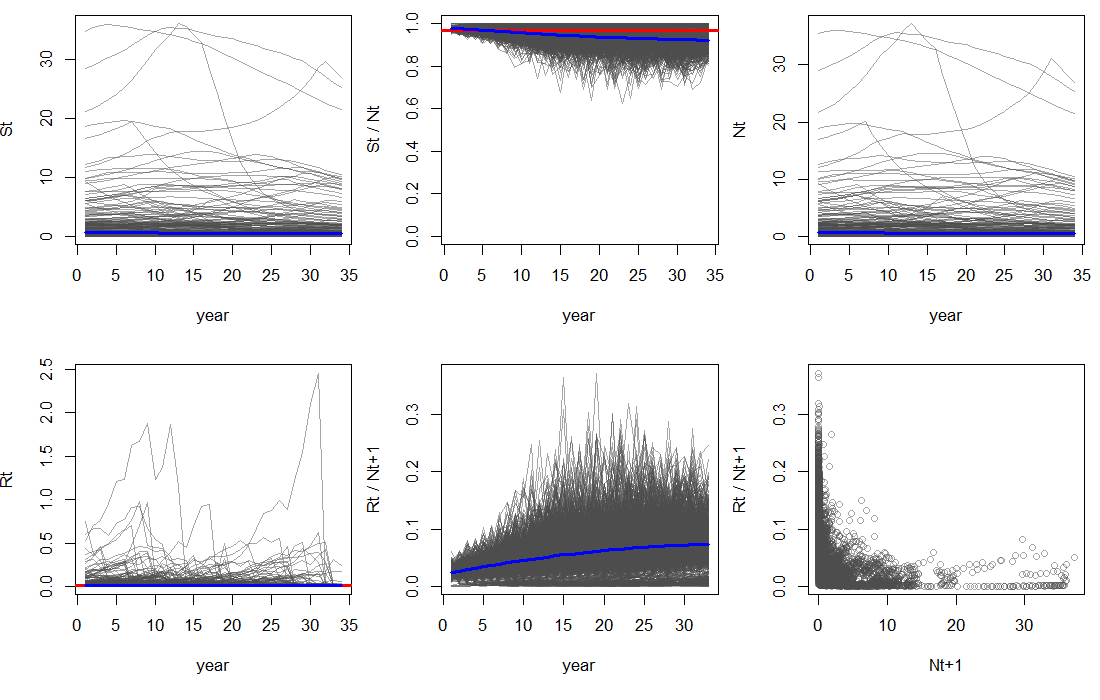 St
0 10 20 30
0 5 10 15 20 25 30 35
year
St / Nt
0.0 0.2 0.4 0.6 0.8 1.0
0 5 10 15 20 25 30 35
year
Nt
0 10 20 30
0 5 10 15 20 25 30 35
year
Rt
0.0 0.5 1.0 1.5 2.0 2.5
0 5 10 15 20 25 30 35
year
Rt / Nt+1
0.0 0.1 0.2 0.3
0 5 10 15 20 25 30
year
Rt / Nt+1
0.0 0.1 0.2 0.3
0 10 20 30
Nt+1